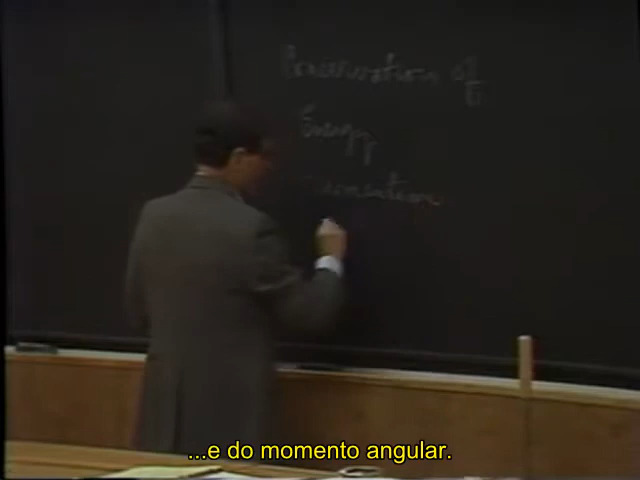 Conservation of
Energy
...e do momento angular.